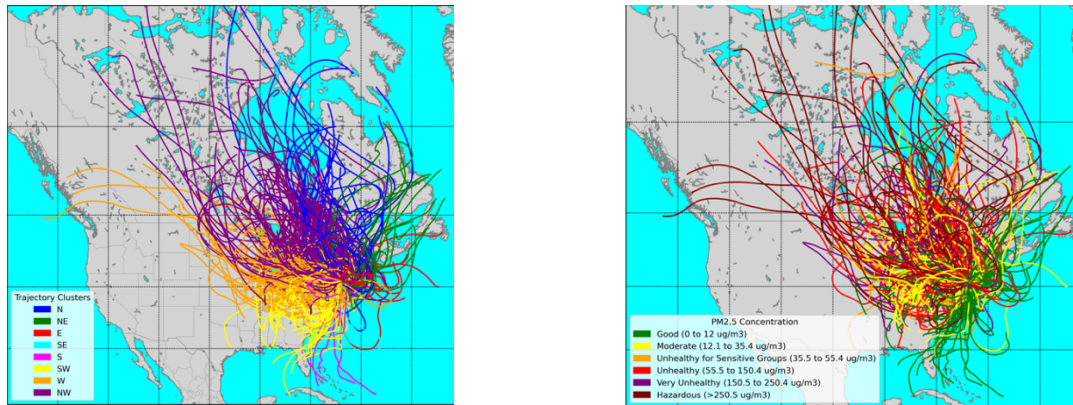 Trajectory Clusters
N
NE
E
SE
S
SW
W
NW
PM2.5 Concentration
Good (0 to 12 ug/m3)
Moderate (12.1 to 35.4 ug/m3)
Unhealthy for Sensitive Groups (35.5 to 55.4 ug/m3)
Unhealthy (55.5 to 150.4 ug/m3)
Very Unhealthy (150.5 to 250.4 ug/m3)
Hazardous (>250.5 ug/m3)